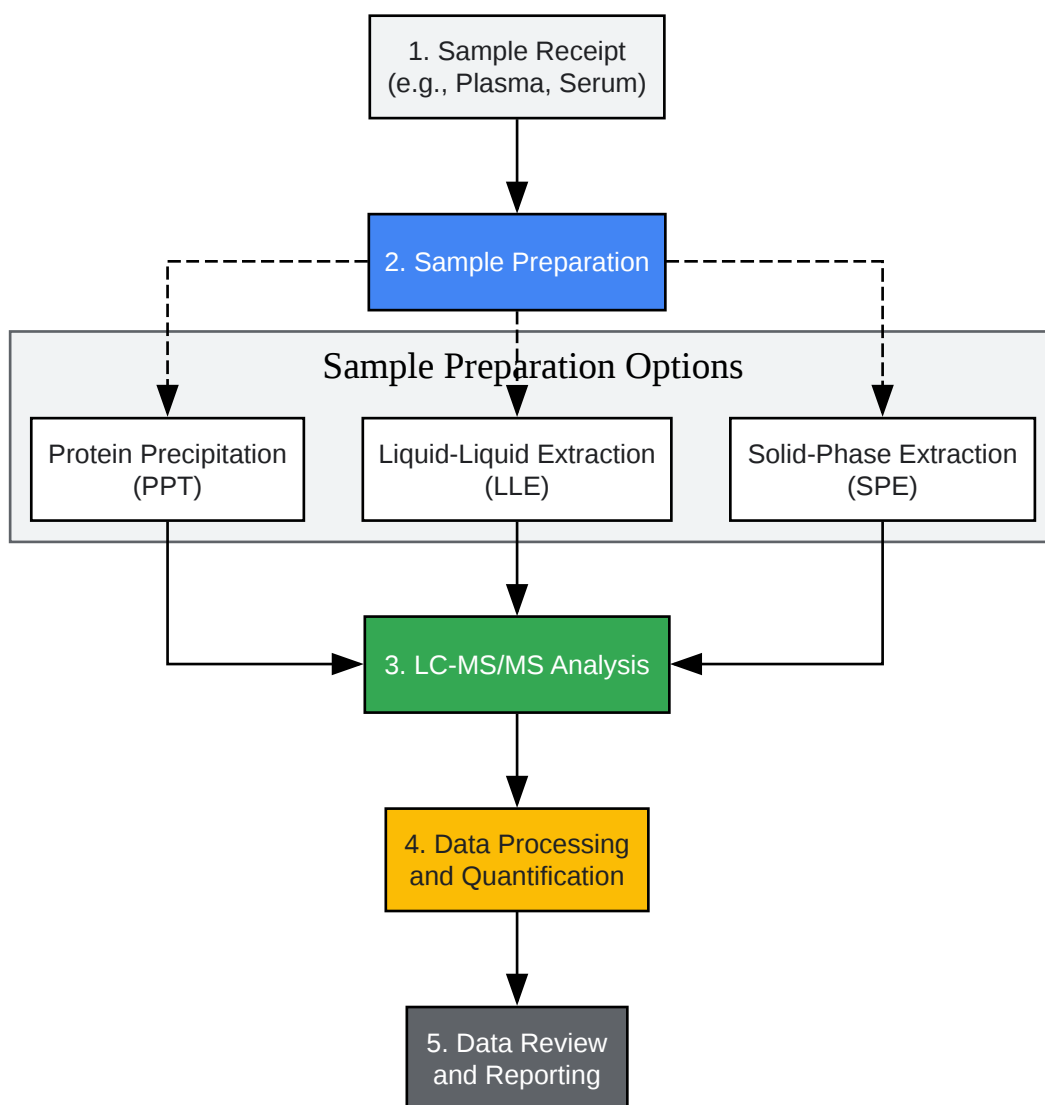 1. Sample Receipt
(e.g., Plasma, Serum)
2. Sample Preparation
Sample Preparation Options
Protein Precipitation
(PPT)
Liquid-Liquid Extraction
(LLE)
Solid-Phase Extraction
(SPE)
3. LC-MS/MS Analysis
4. Data Processing
and Quantification
5. Data Review
and Reporting